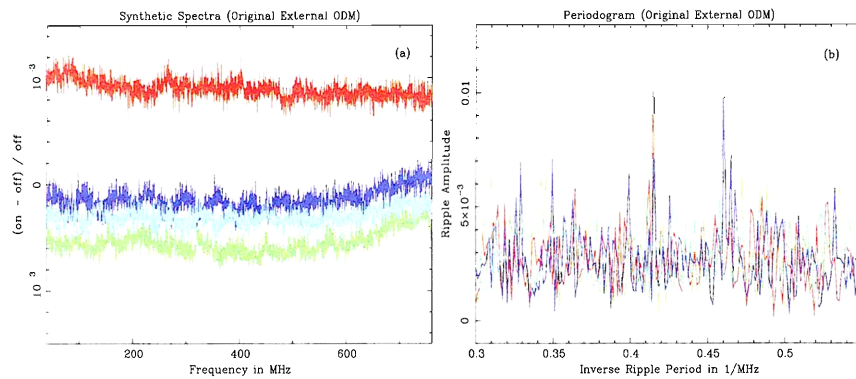 Synthetic Spectra (Original External ODM)
(a)
(on - off) / off
10⁻³
0
10⁻³
200
400
600
Frequency in MHz
Periodogram (Original External ODM)
(b)
Ripple Amplitude
0.01
5×10⁻³
0
0.3
0.35
0.4
0.45
0.5
Inverse Ripple Period in 1/MHz